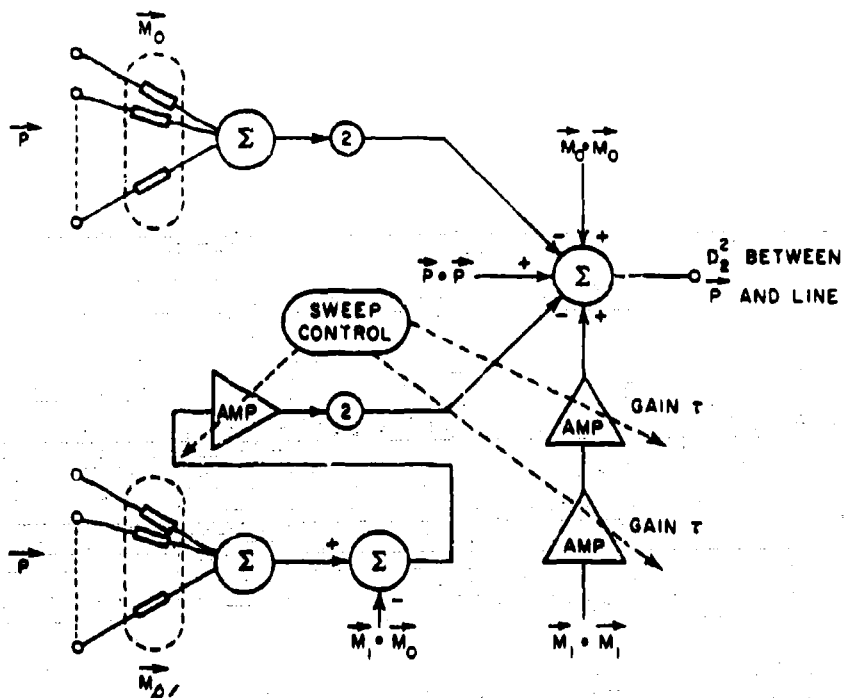 M₀
P
Σ
2
M₀ • M₀
- +
P • P +
Σ
D₂² BETWEEN
P AND LINE
- +
SWEEP
CONTROL
AMP
2
GAIN τ
AMP
GAIN τ
AMP
P
Σ
+
Σ
-
M₁ • M₀
M₁ • M₁